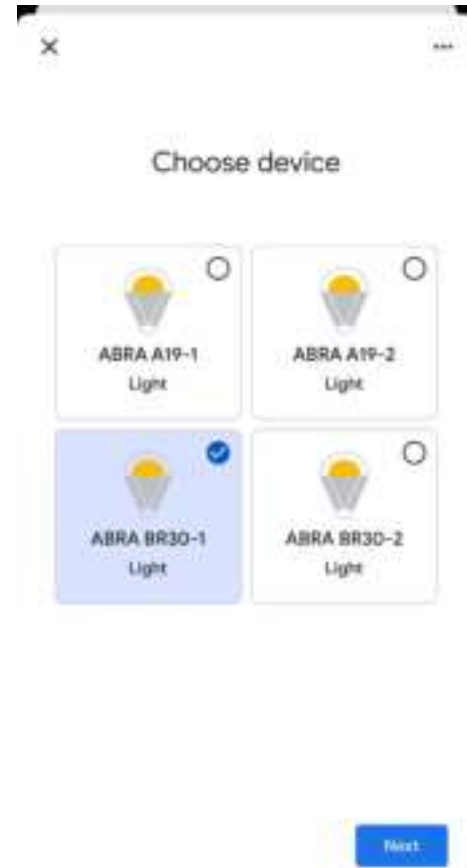 Choose device
ABRA A19-1
Light
ABRA A19-2
Light
ABRA BR30-1
Light
ABRA BR30-2
Light
Next